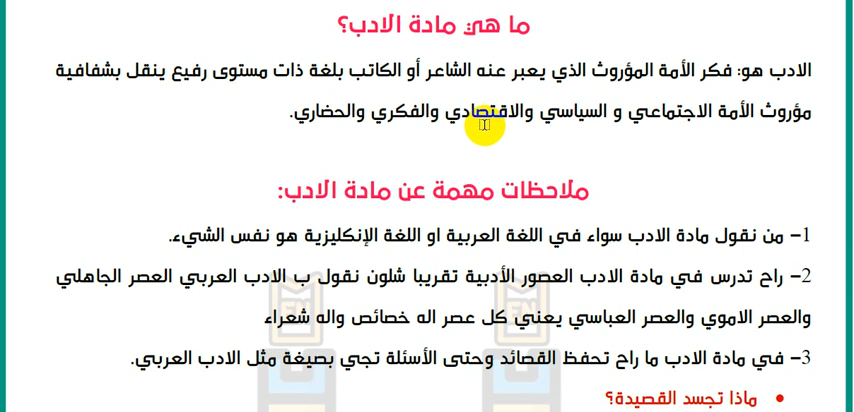 ما هي مادة الادب؟
الادب هو: فكر الأمة المؤروث الذي يعبر عنه الشاعر أو الكاتب بلغة ذات مستوى رفيع ينقل بشفافية
مؤروث الأمة الاجتماعي و السياسي والاقتصادي والفكري والحضاري.
ملاحظات مهمة عن مادة الادب:
1- من نقول مادة الادب سواء في اللغة العربية او اللغة الإنكليزية هو نفس الشيء.
2- راح تدرس في مادة الادب العصور الأدبية تقريبا شلون نقول ب الادب العربي العصر الجاهلي
والعصر الاموي والعصر العباسي يعني كل عصر اله خصائص واله شعراء
3- في مادة الادب ما راح تحفظ القصائد وحتى الأسئلة تجي بصيغة مثل الادب العربي.
• ماذا تجسد القصيدة؟